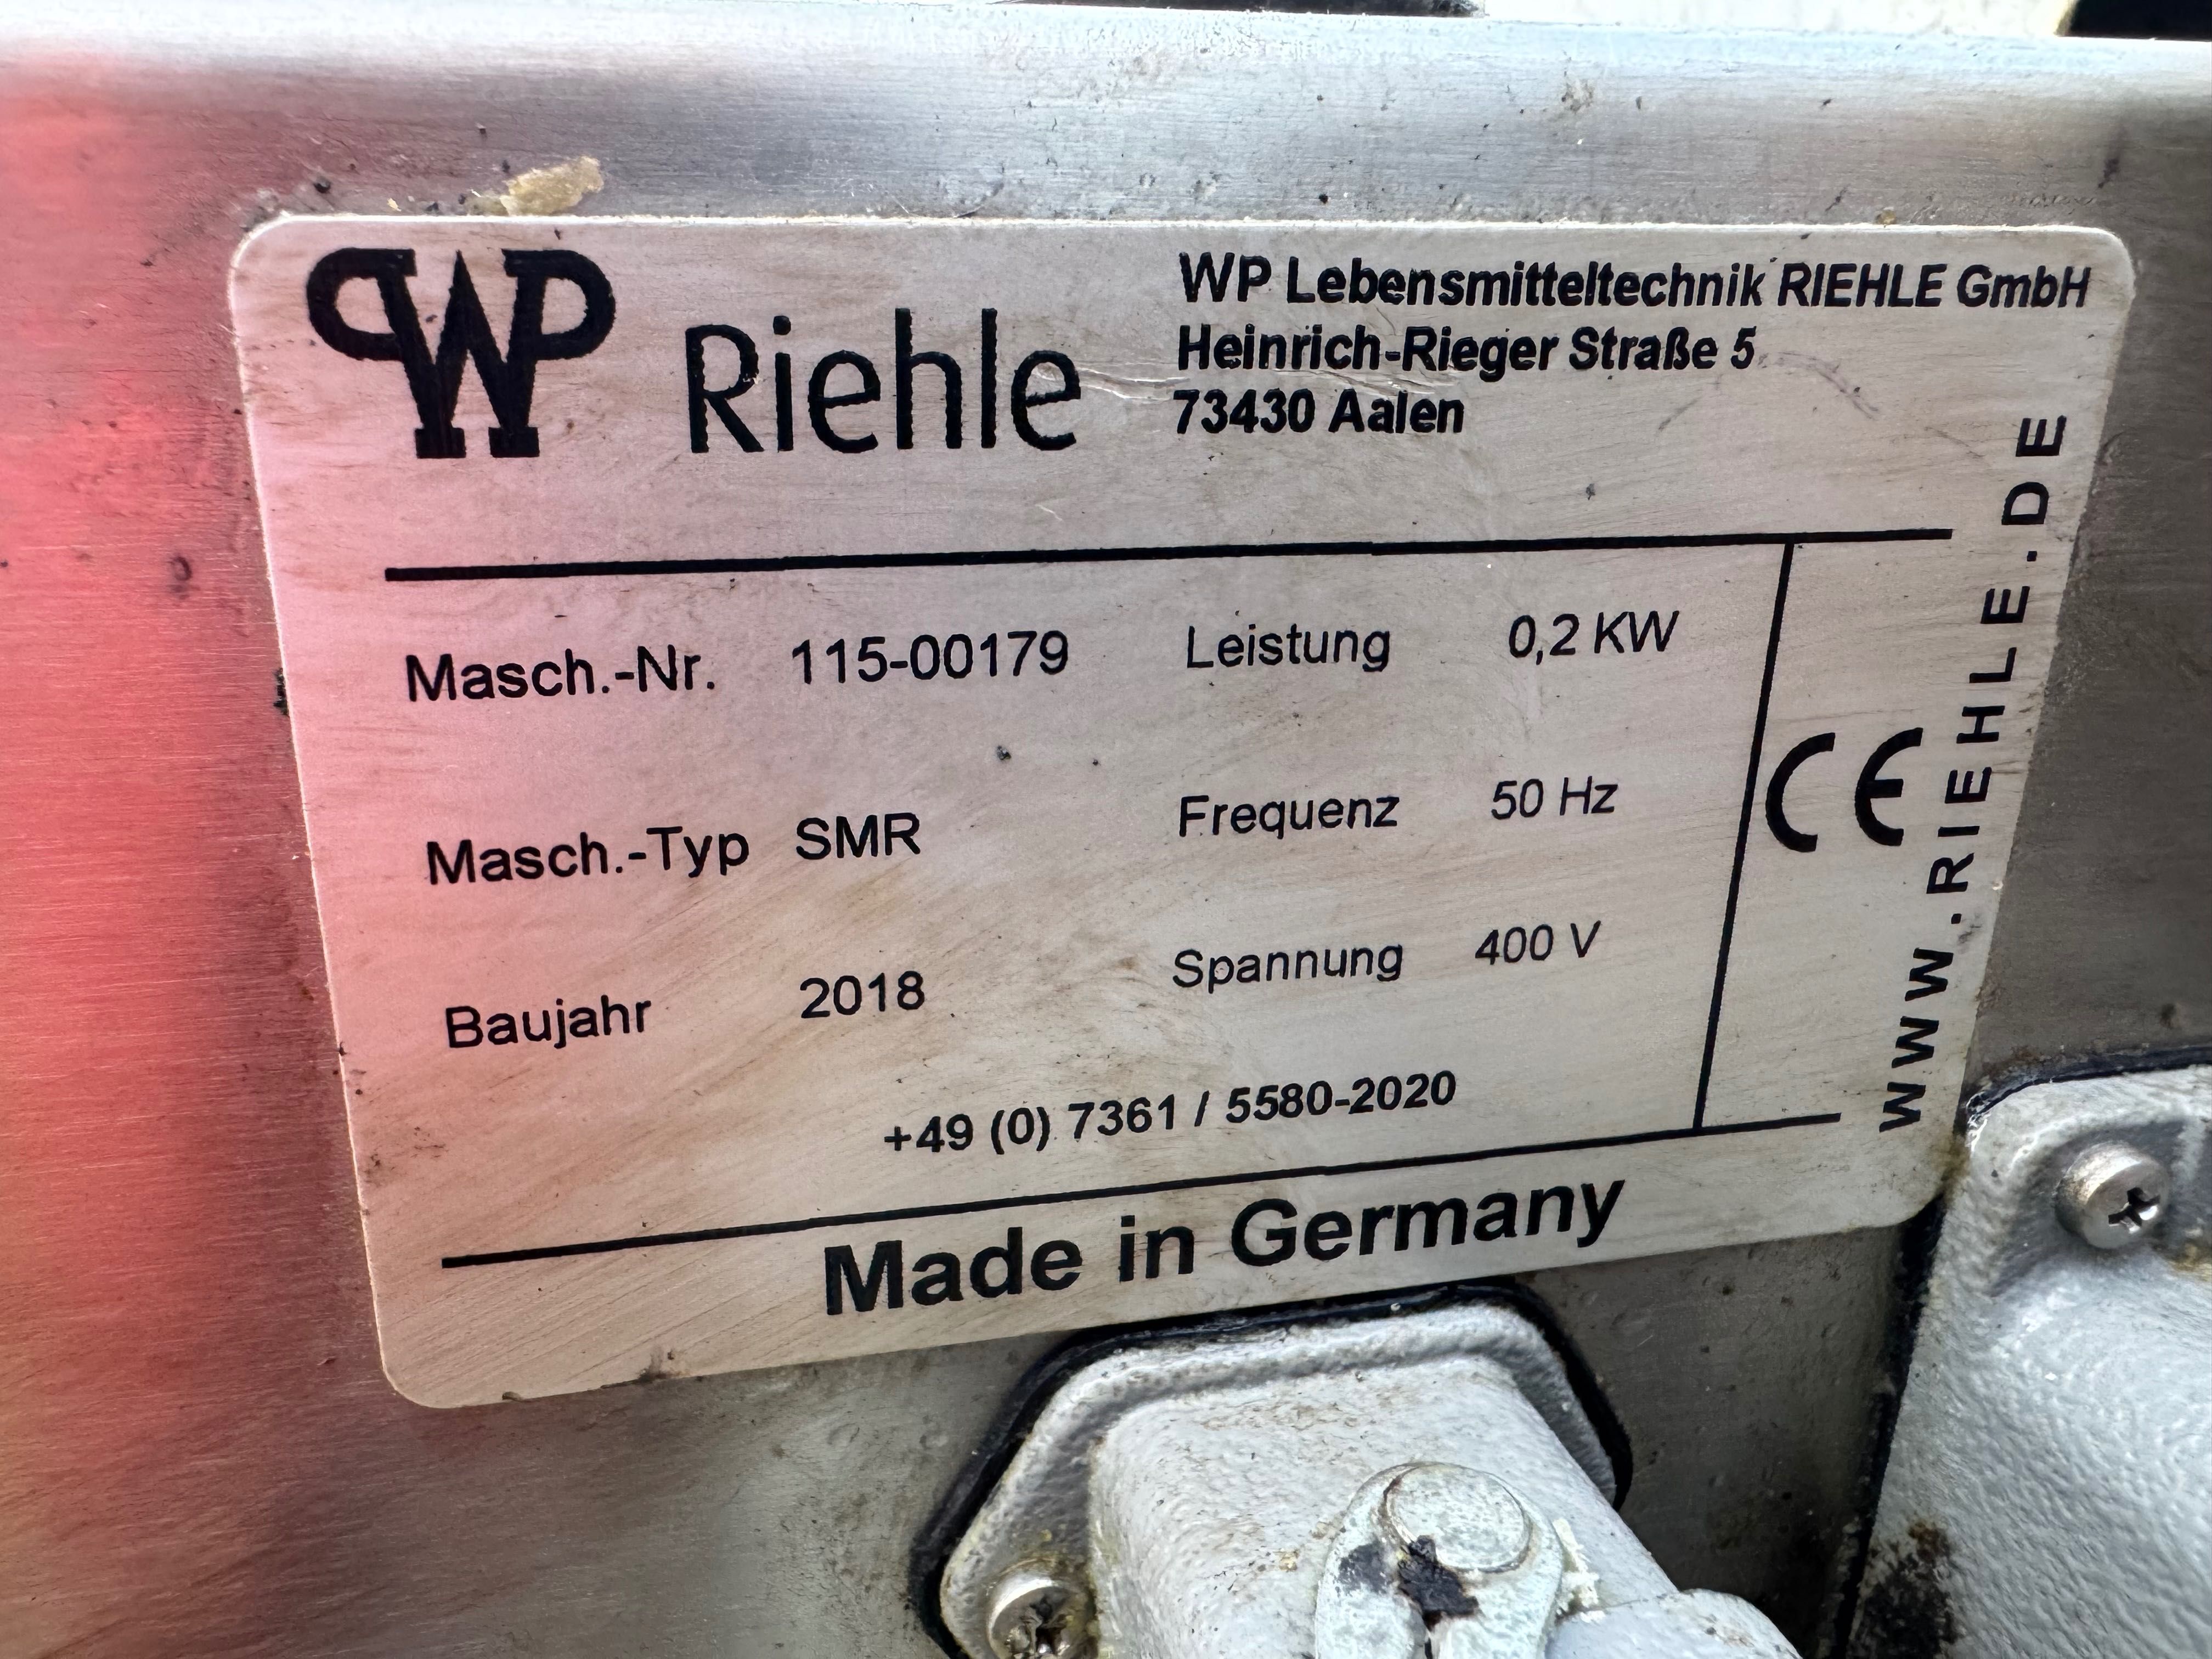 WP Riehle
WP Lebensmitteltechnik RIEHLE GmbH
Heinrich-Rieger Straße 5
73430 Aalen
Masch.-Nr. 115-00179 Leistung 0,2 KW
Masch.-Typ SMR Frequenz 50 Hz
Baujahr 2018 Spannung 400 V
+49 (0) 7361 / 5580-2020
CE
WWW.RIEHLE.DE
Made in Germany